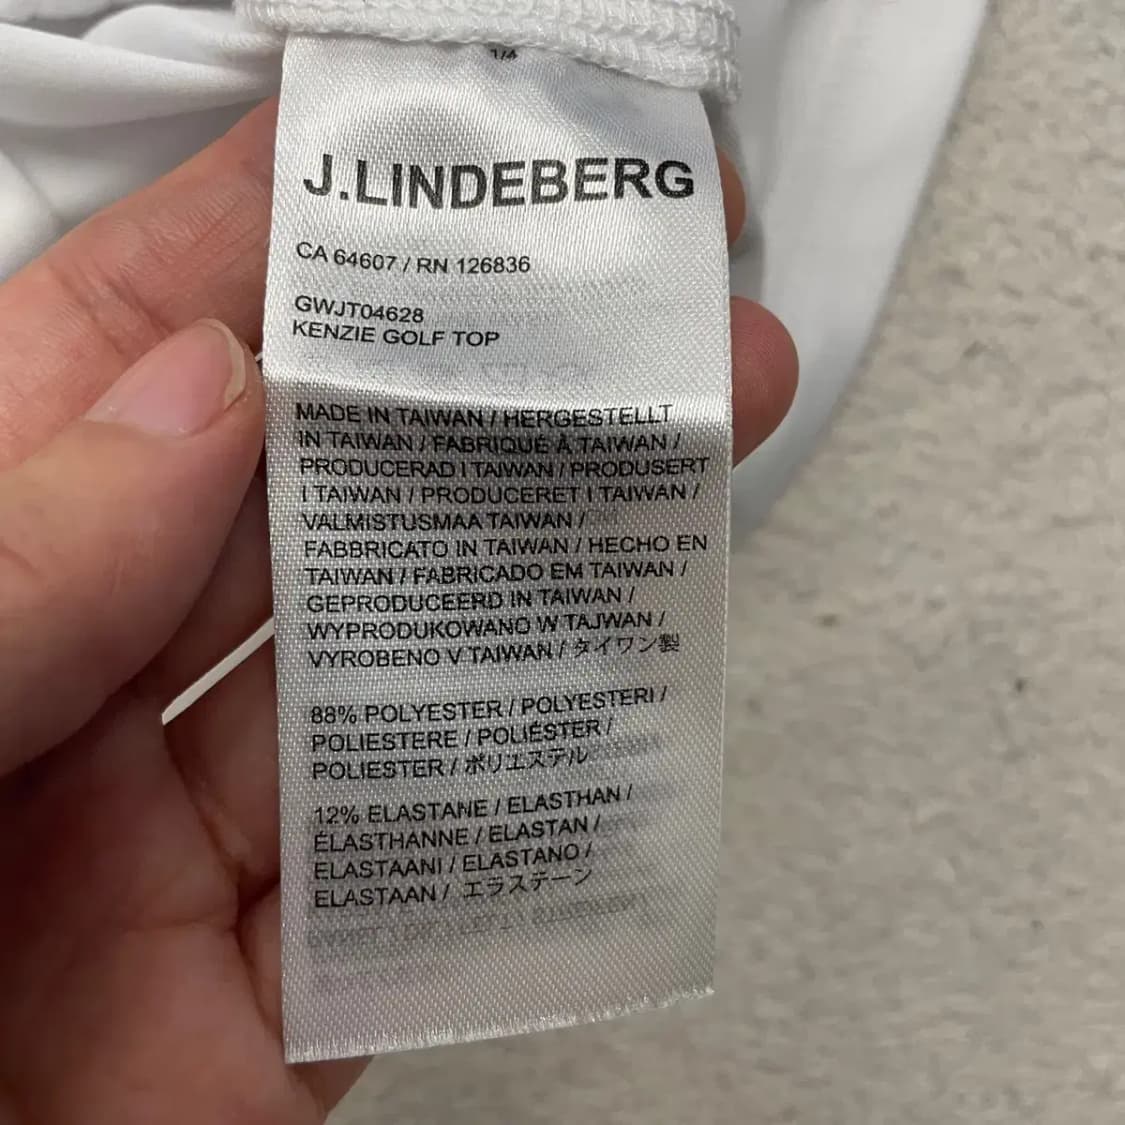 1/4
J.LINDEBERG
CA 64607 / RN 126836
GWJT04628
KENZIE GOLF TOP
MADE IN TAIWAN / HERGESTELLT
IN TAIWAN / FABRIQUÉ À TAIWAN /
PRODUCERAD I TAIWAN / PRODUSERT
I TAIWAN / PRODUCERET I TAIWAN /
VALMISTUSMAA TAIWAN /
FABBRICATO IN TAIWAN / HECHO EN
TAIWAN / FABRICADO EM TAIWAN /
GEPRODUCEERD IN TAIWAN /
WYPRODUKOWANO W TAJWAN /
VYROBENO V TAIWAN / タイワン製
88% POLYESTER / POLYESTERI /
POLIESTERE / POLIÉSTER /
POLIESTER / ポリエステル
12% ELASTANE / ELASTHAN /
ÉLASTHANNE / ELASTAN /
ELASTAANI / ELASTANO /
ELASTAAN / エラステーン